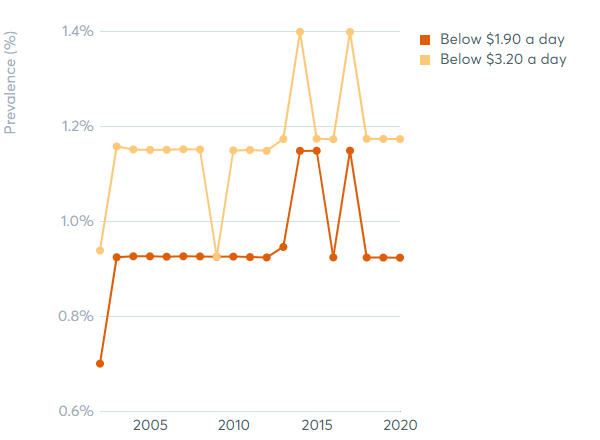 Prevalence (%)
1.4%
1.2%
1.0%
0.8%
0.6%
2005 2010 2015 2020
Below $1.90 a day
Below $3.20 a day